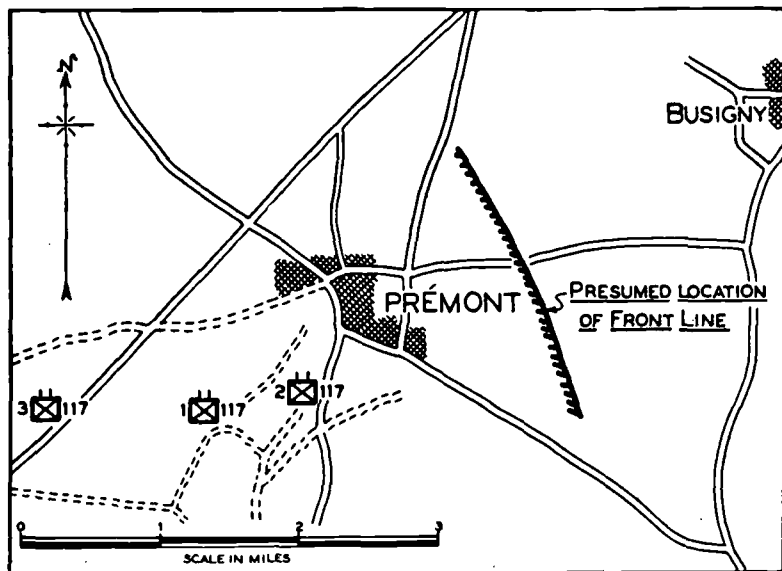 N
BUSIGNY
PRÉMONT
PRESUMED LOCATION
OF FRONT LINE
3 117
1 117
2 117
0 1 2 3
SCALE IN MILES